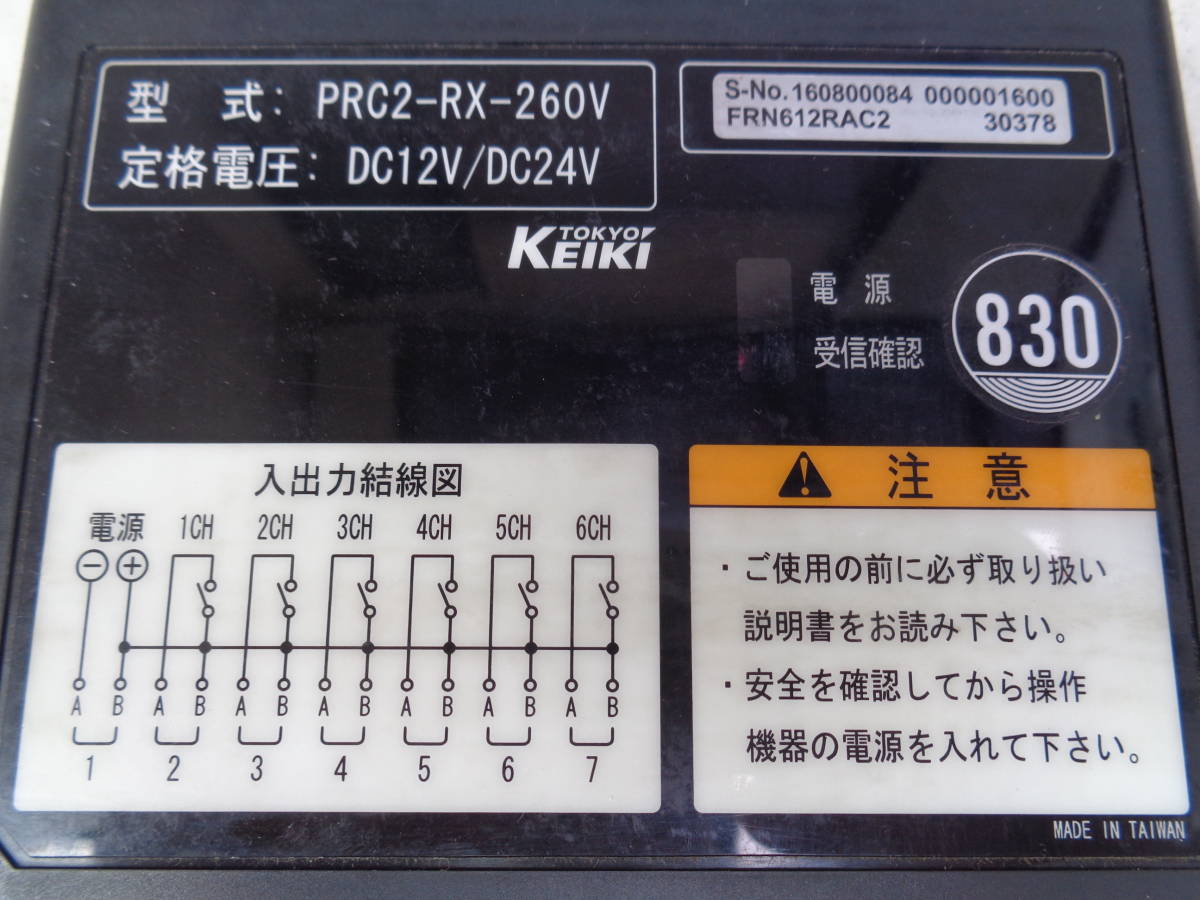 型 式: PRC2-RX-260V
定格電圧: DC12V/DC24V
S-No.160800084 000001600
FRN612RAC2 30378
TOKYO
KEIKI
電 源
受信確認
830
入出力結線図
電源 1CH 2CH 3CH 4CH 5CH 6CH
− +
A B A B A B A B A B A B A B
1 2 3 4 5 6 7
注 意
・ご使用の前に必ず取り扱い
説明書をお読み下さい。
・安全を確認してから操作
機器の電源を入れて下さい。
MADE IN TAIWAN